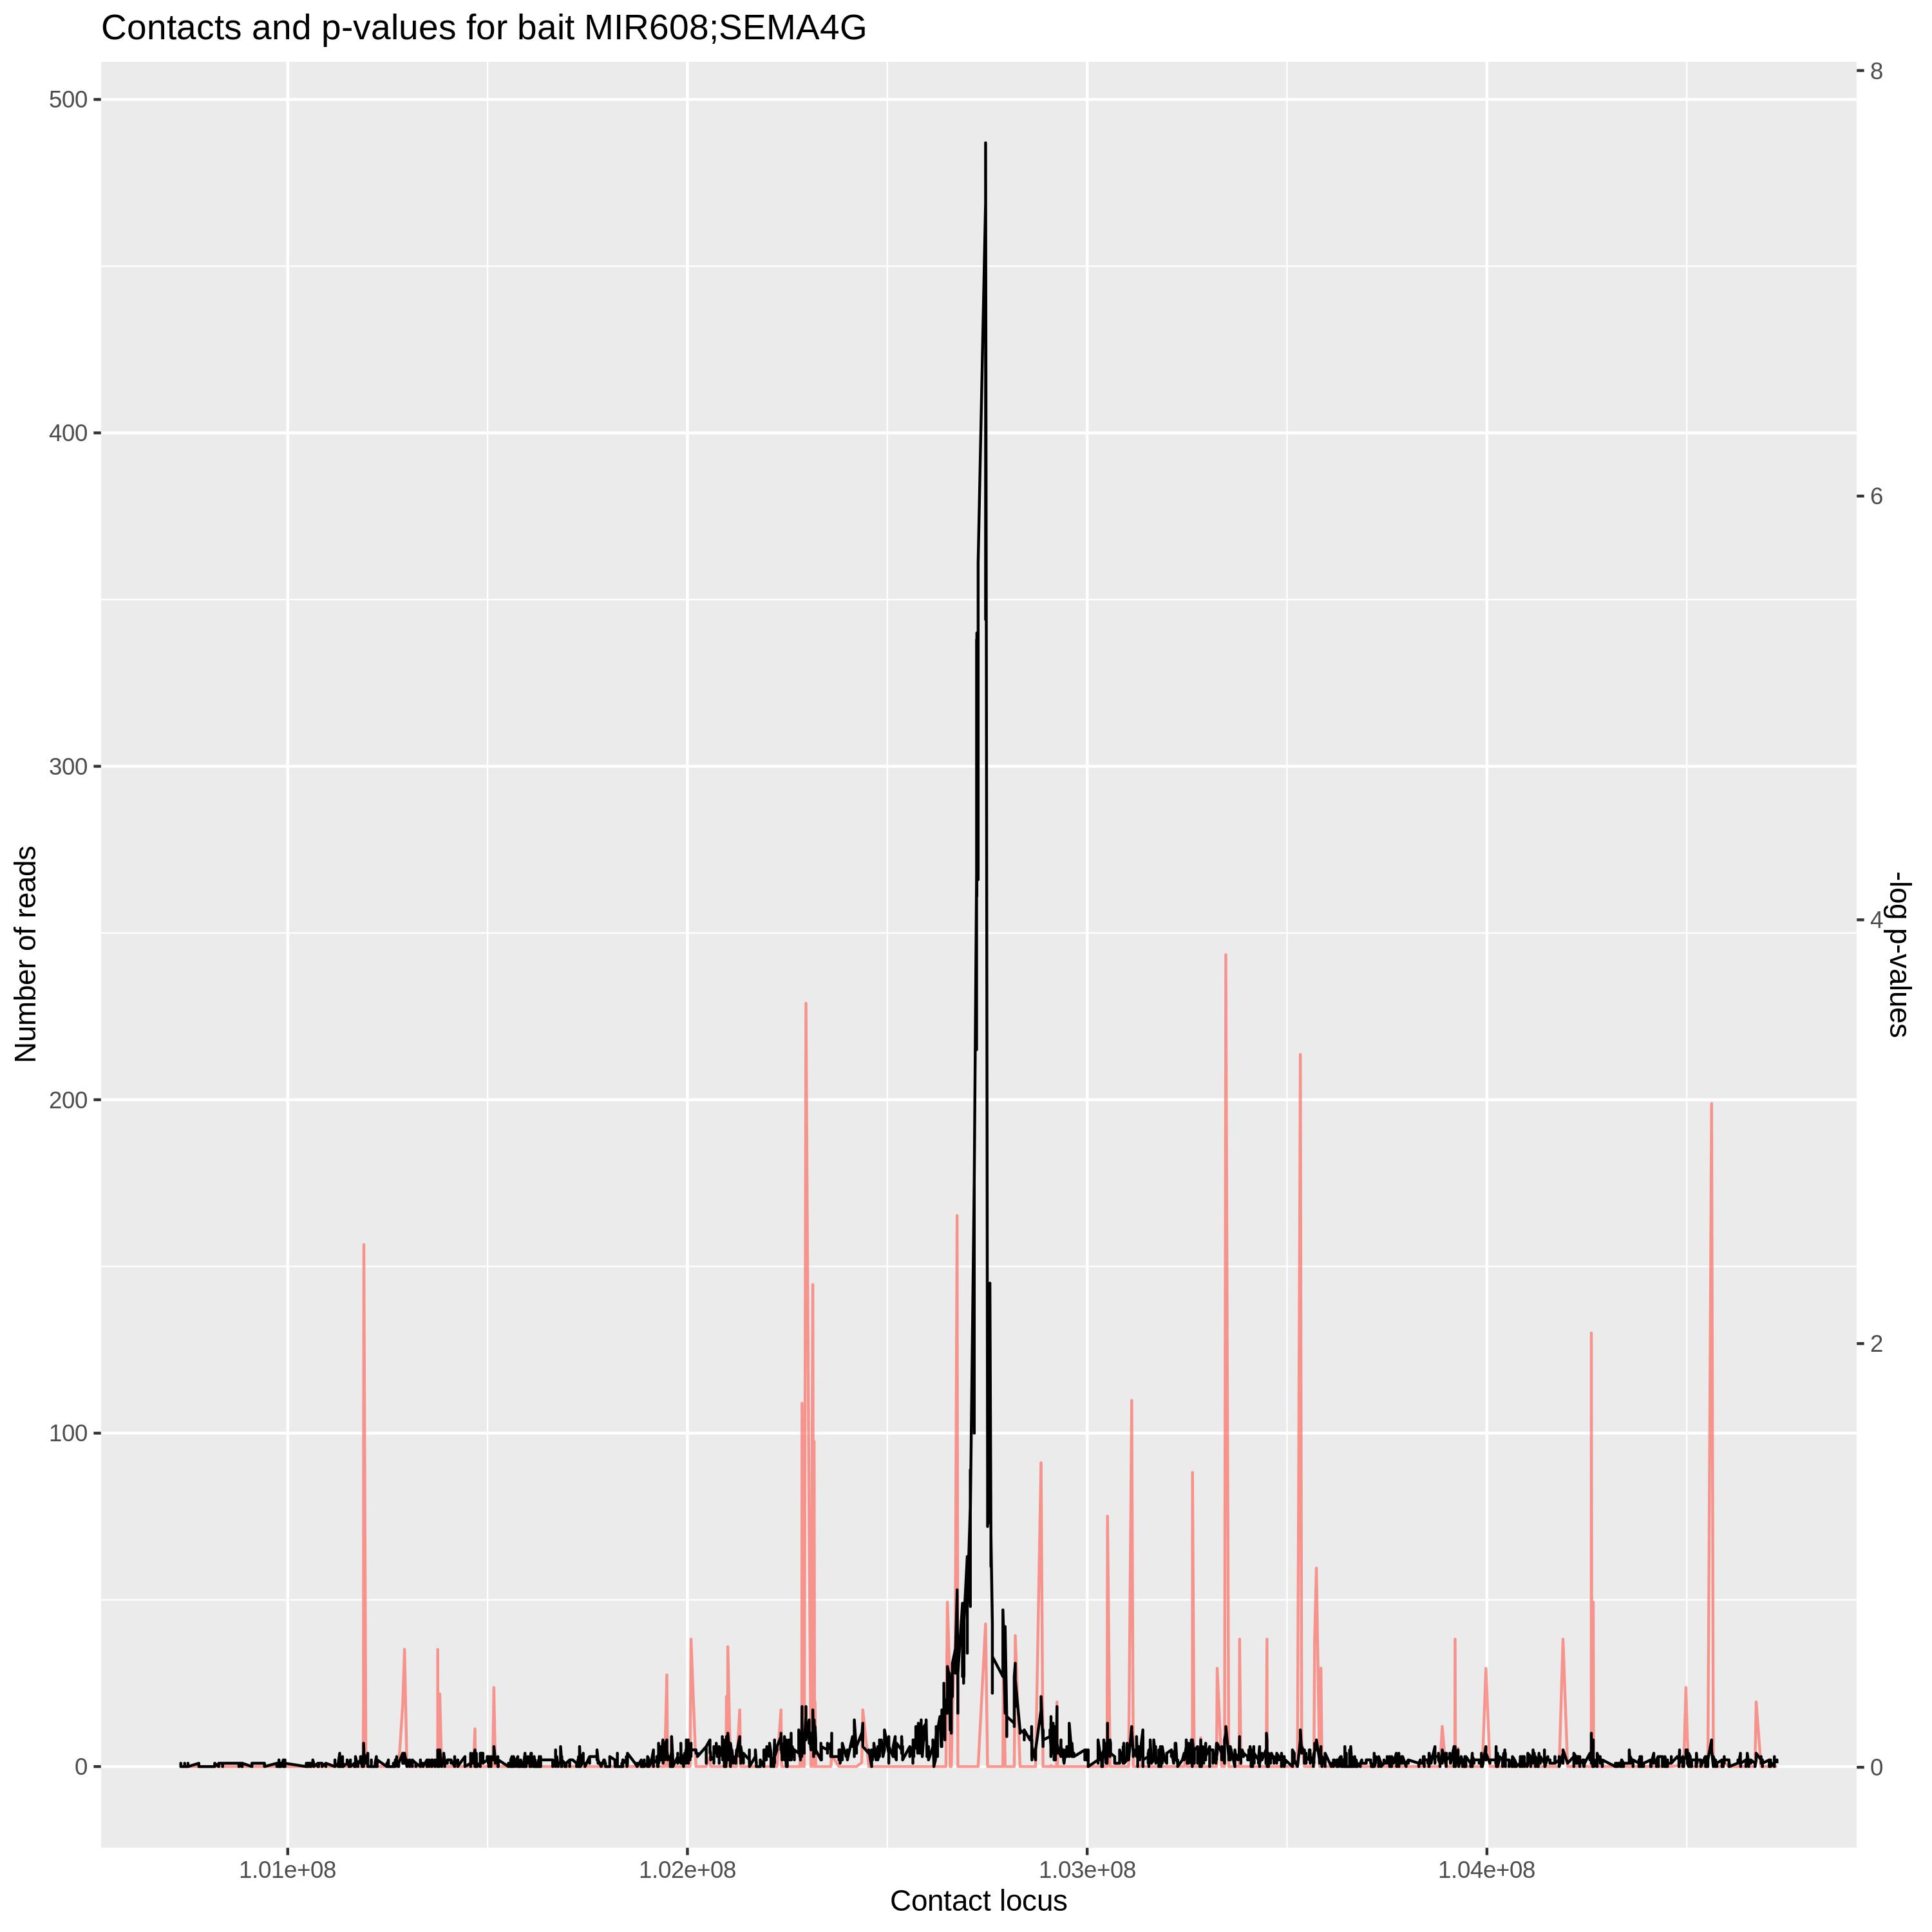 Contacts and p-values for bait MIR608;SEMA4G
500
400
300
200
100
0
Number of reads
8
6
4
2
0
-log p-values
1.01e+08 1.02e+08 1.03e+08 1.04e+08
Contact locus